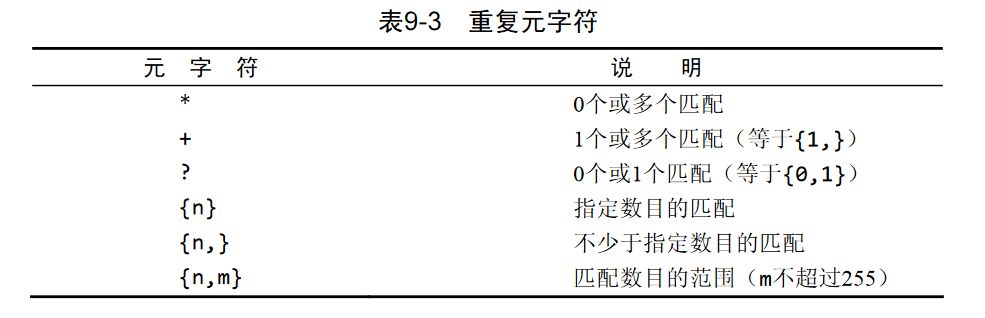 表9-3 重复元字符
元 字 符 说 明
* 0个或多个匹配
+ 1个或多个匹配（等于{1,}）
? 0个或1个匹配（等于{0,1}）
{n} 指定数目的匹配
{n,} 不少于指定数目的匹配
{n,m} 匹配数目的范围（m不超过255）